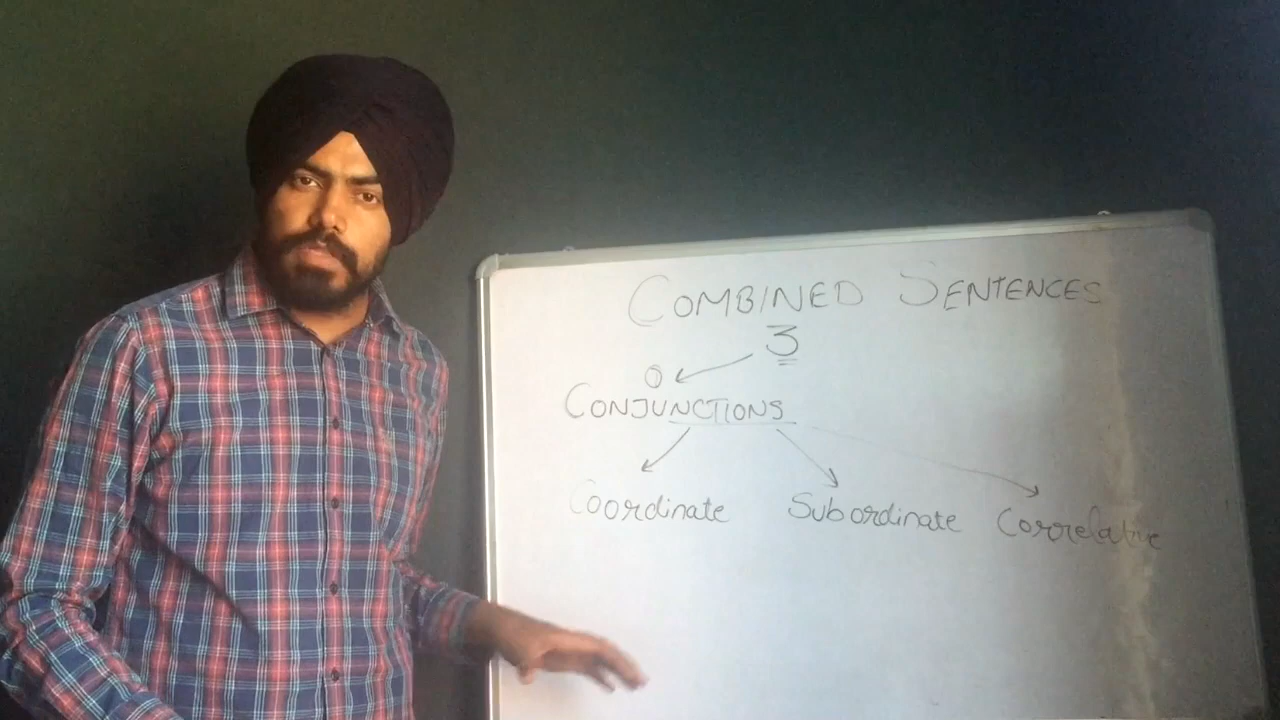 COMBINED SENTENCES
3
CONJUNCTIONS
Coordinate Subordinate Correlative